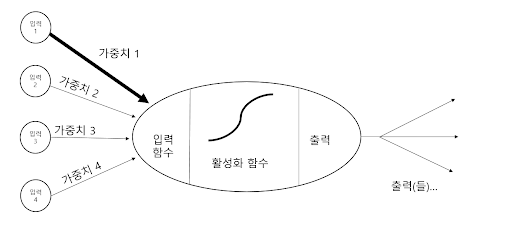 입력
1
가중치 1
입력
2
가중치 2
입력
3
가중치 3
입력
4
가중치 4
입력
함수
활성화 함수
출력
출력(들)...